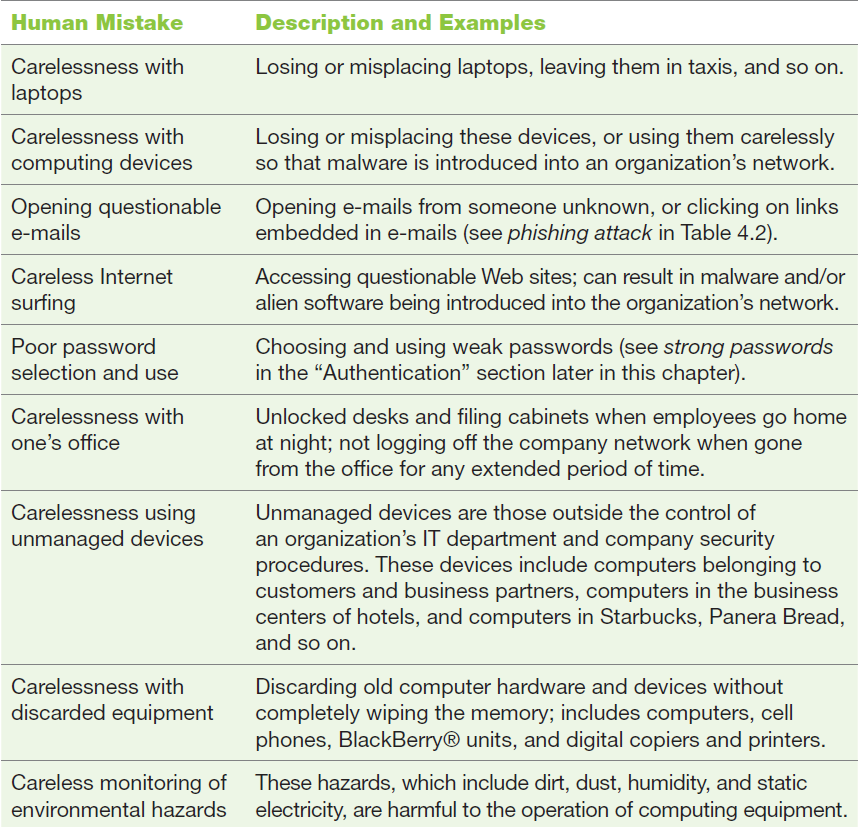 Human Mistake Description and Examples
Carelessness with laptops
Losing or misplacing laptops, leaving them in taxis, and so on.
Carelessness with computing devices
Losing or misplacing these devices, or using them carelessly
so that malware is introduced into an organization's network.
Opening questionable
e-mails
Opening e-mails from someone unknown, or clicking on links
embedded in e-mails (see phishing attack in Table 4.2).
Careless Internet
surfing
Accessing questionable Web sites; can result in malware and/or
alien software being introduced into the organization's network.
Poor password
selection and use
Choosing and using weak passwords (see strong passwords
in the “Authentication” section later in this chapter).
Carelessness with
one's office
Unlocked desks and filing cabinets when employees go home
at night; not logging off the company network when gone
from the office for any extended period of time.
Carelessness using
unmanaged devices
Unmanaged devices are those outside the control of
an organization's IT department and company security
procedures. These devices include computers belonging to
customers and business partners, computers in the business
centers of hotels, and computers in Starbucks, Panera Bread,
and so on.
Carelessness with
discarded equipment
Discarding old computer hardware and devices without
completely wiping the memory; includes computers, cell
phones, BlackBerry® units, and digital copiers and printers.
Careless monitoring of
environmental hazards
These hazards, which include dirt, dust, humidity, and static
electricity, are harmful to the operation of computing equipment.